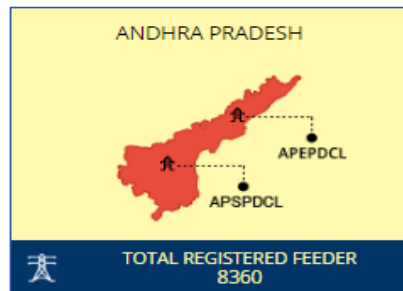 ANDHRA PRADESH
APEPDCL
APSPDCL
TOTAL REGISTERED FEEDER
8360